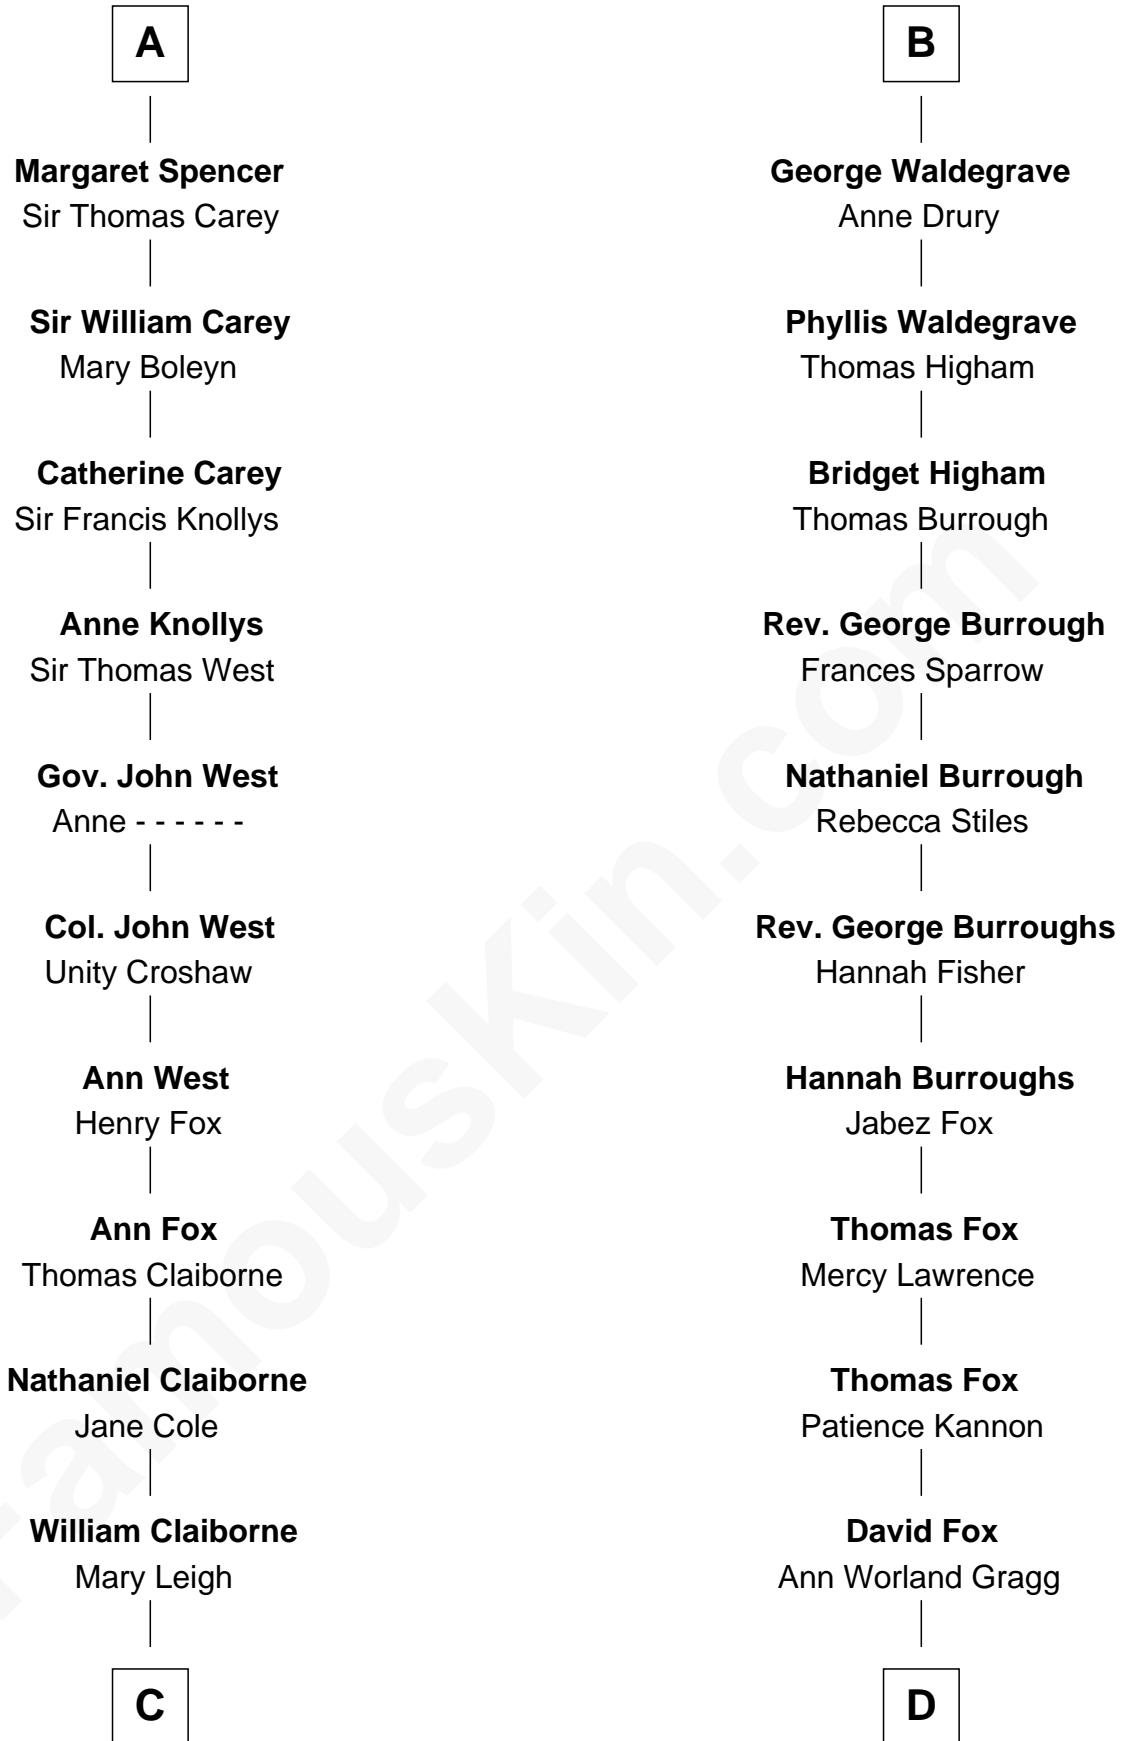 A
Margaret Spencer
Sir Thomas Carey
Sir William Carey
Mary Boleyn
Catherine Carey
Sir Francis Knollys
Anne Knollys
Sir Thomas West
Gov. John West
Anne - - - - - -
Col. John West
Unity Croshaw
Ann West
Henry Fox
Ann Fox
Thomas Claiborne
Nathaniel Claiborne
Jane Cole
William Claiborne
Mary Leigh
C
B
George Waldegrave
Anne Drury
Phyllis Waldegrave
Thomas Higham
Bridget Higham
Thomas Burrough
Rev. George Burrough
Frances Sparrow
Nathaniel Burrough
Rebecca Stiles
Rev. George Burroughs
Hannah Fisher
Hannah Burroughs
Jabez Fox
Thomas Fox
Mercy Lawrence
Thomas Fox
Patience Kannon
David Fox
Ann Worland Gragg
D
FamousKin.com